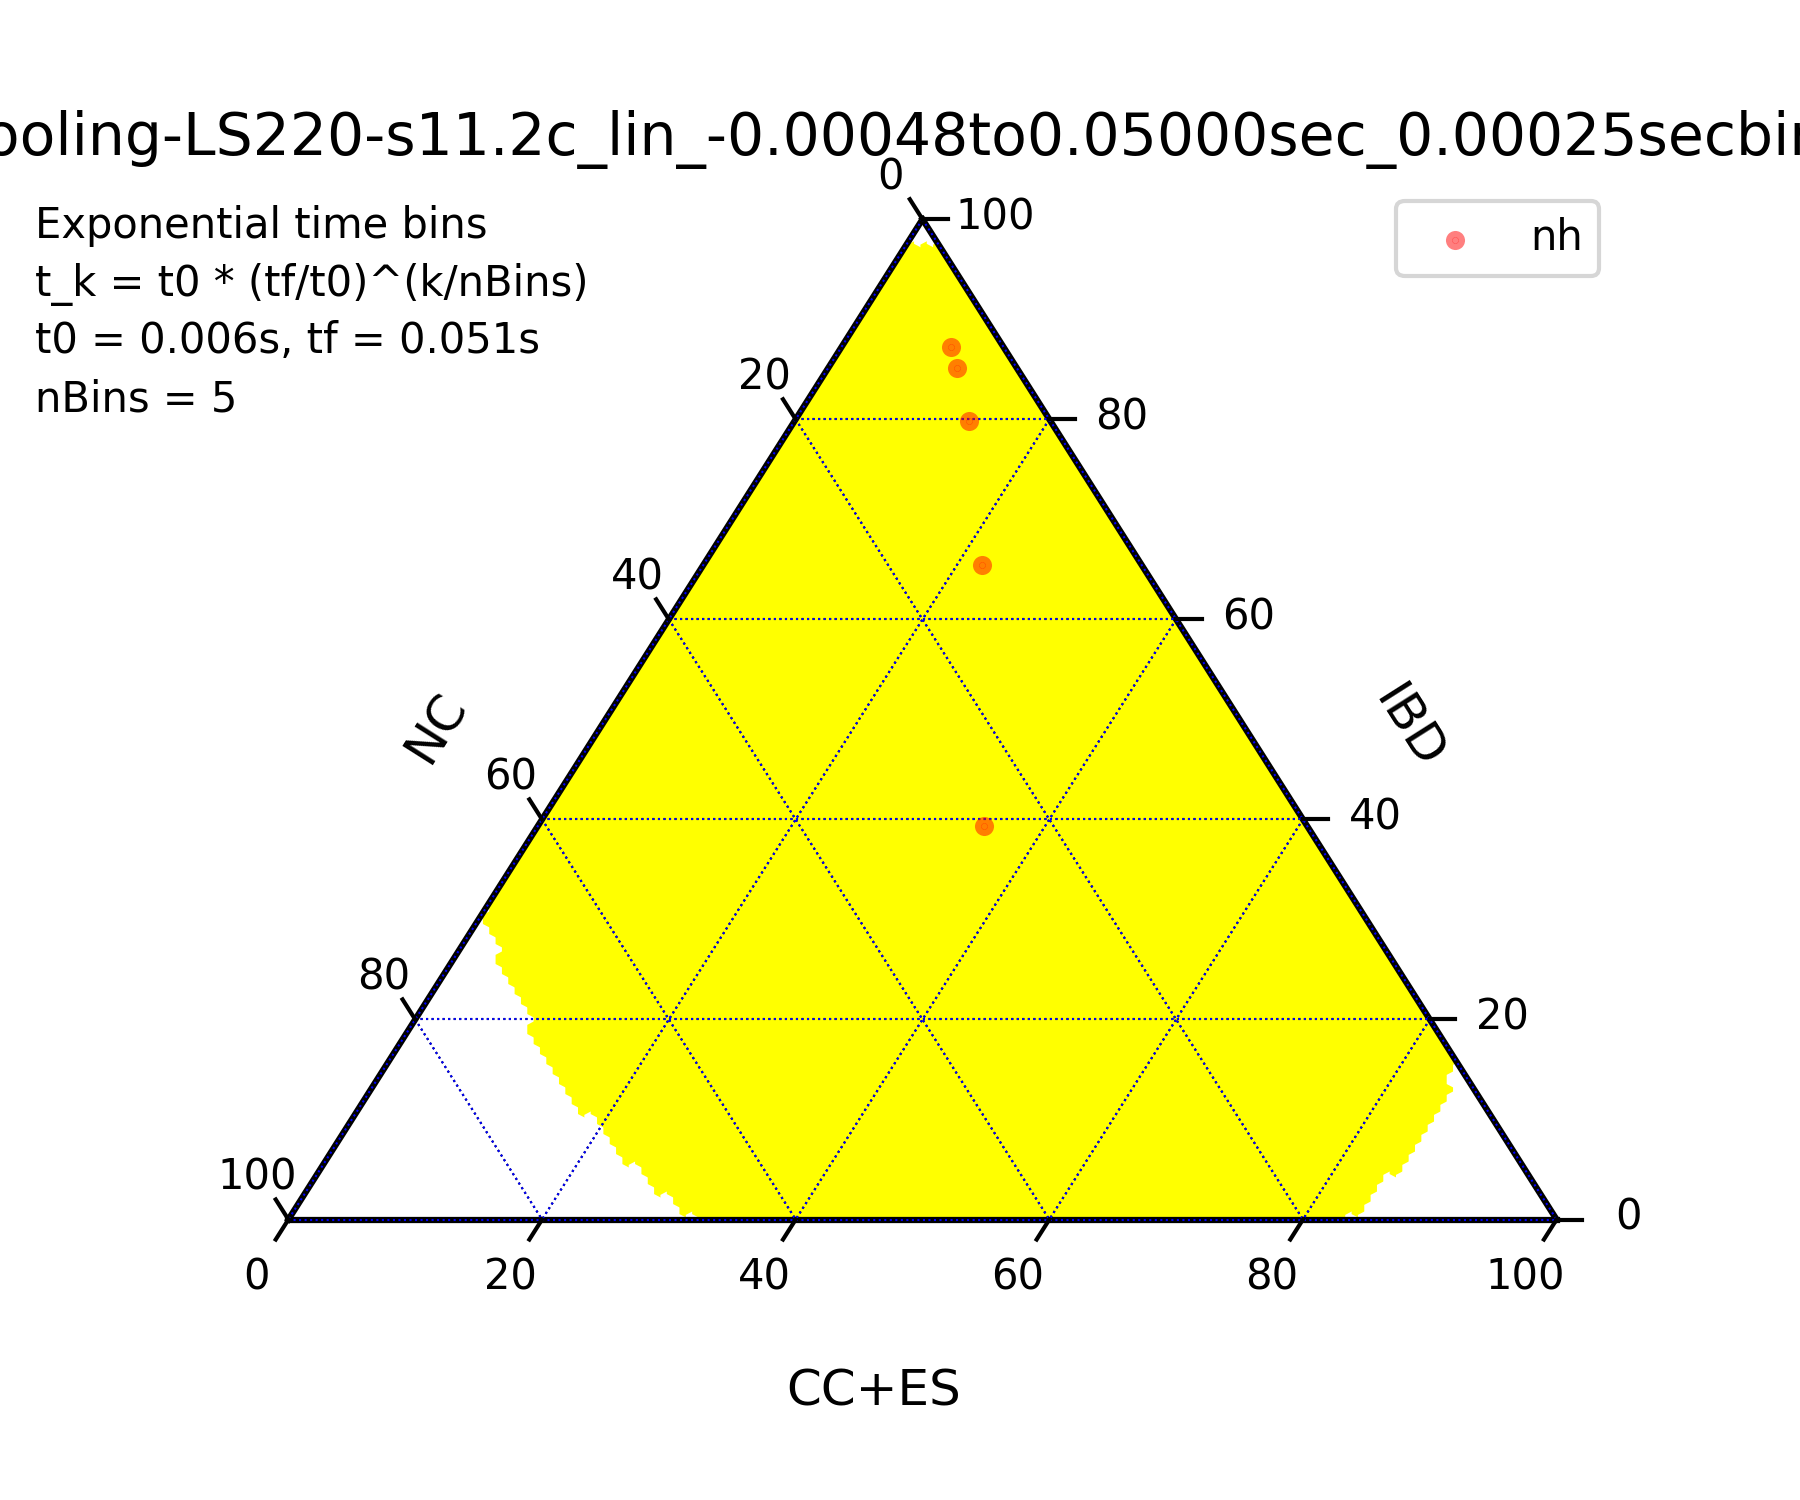 ooling-LS220-s11.2c_lin_-0.00048to0.05000sec_0.00025secbin
Exponential time bins
t_k = t0 * (tf/t0)^(k/nBins)
t0 = 0.006s, tf = 0.051s
nBins = 5
nh
0
100
20
80
40
60
NC
IBD
60
40
80
20
100
0
0
20
40
60
80
100
CC+ES